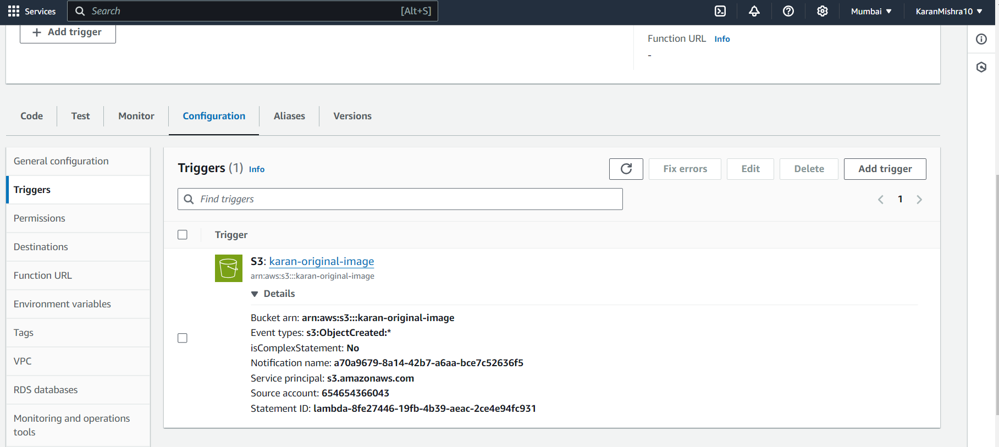 Services
Search [Alt+S]
Mumbai ▼
KaranMishra10 ▼
+ Add trigger
Function URL Info
-
Code
Test
Monitor
Configuration
Aliases
Versions
General configuration
Triggers
Permissions
Destinations
Function URL
Environment variables
Tags
VPC
RDS databases
Monitoring and operations
tools
Triggers (1) Info
Fix errors
Edit
Delete
Add trigger
Find triggers
1
Trigger
S3: karan-original-image
arn:aws:s3:::karan-original-image
▼ Details
Bucket arn: arn:aws:s3:::karan-original-image
Event types: s3:ObjectCreated:*
isComplexStatement: No
Notification name: a70a9679-8a14-42b7-a6aa-bce7c52636f5
Service principal: s3.amazonaws.com
Source account: 654654366043
Statement ID: lambda-8fe27446-19fb-4b39-aeac-2ce4e94fc931